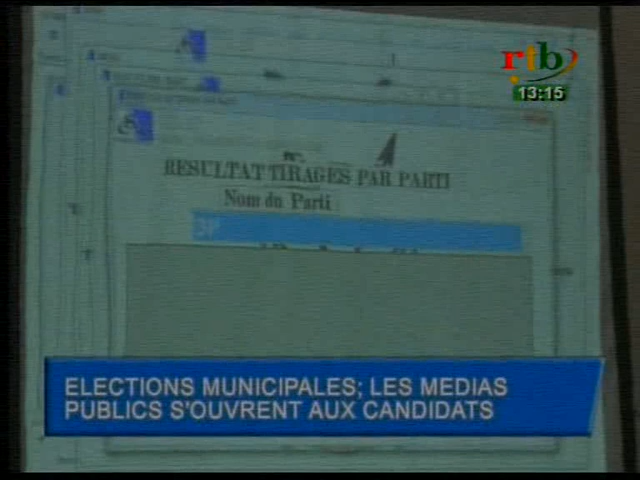 rtb
13:15
RESULTAT TIRAGES PAR PARTI
Nom du Parti
ELECTIONS MUNICIPALES; LES MEDIAS
PUBLICS S'OUVRENT AUX CANDIDATS